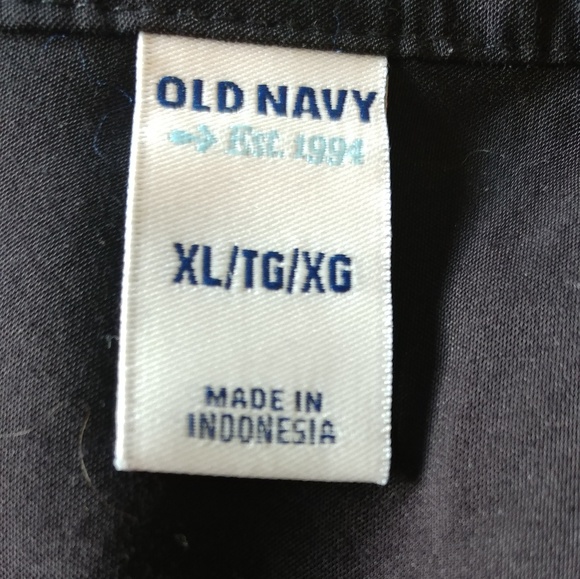 OLD NAVY
Est. 1994
XL/TG/XG
MADE IN
INDONESIA